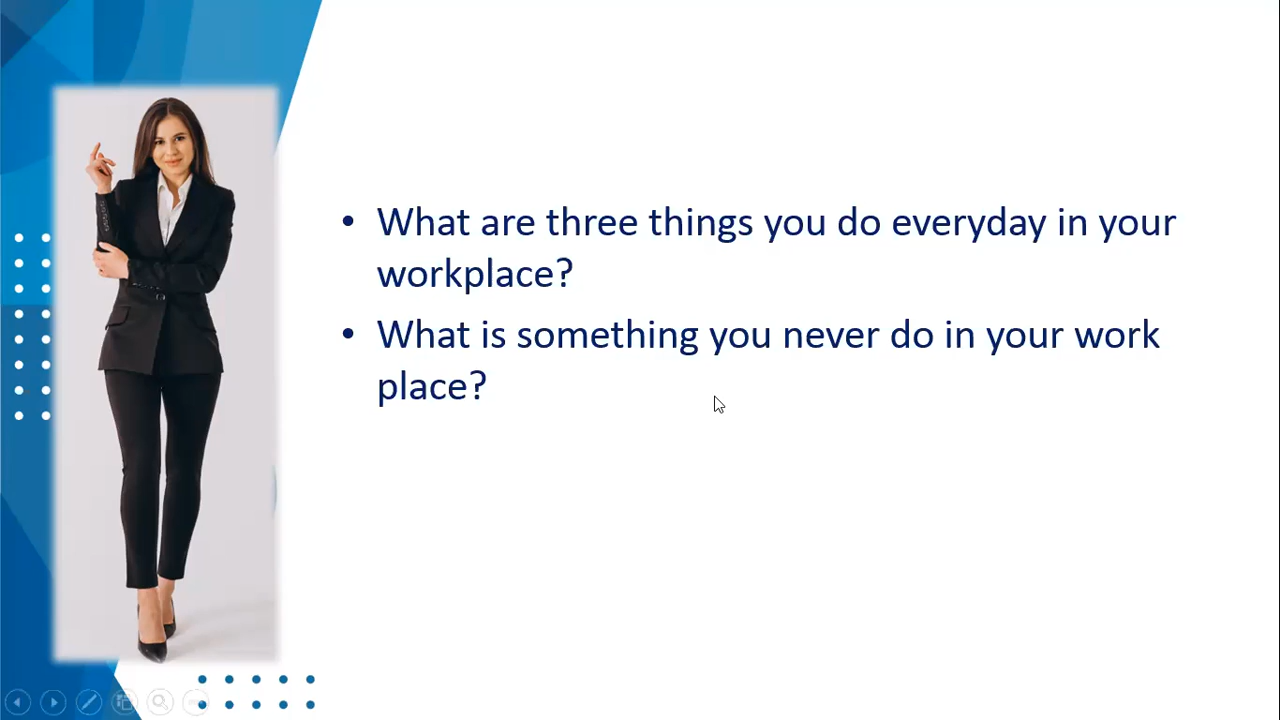 • What are three things you do everyday in your
workplace?
• What is something you never do in your work
place?